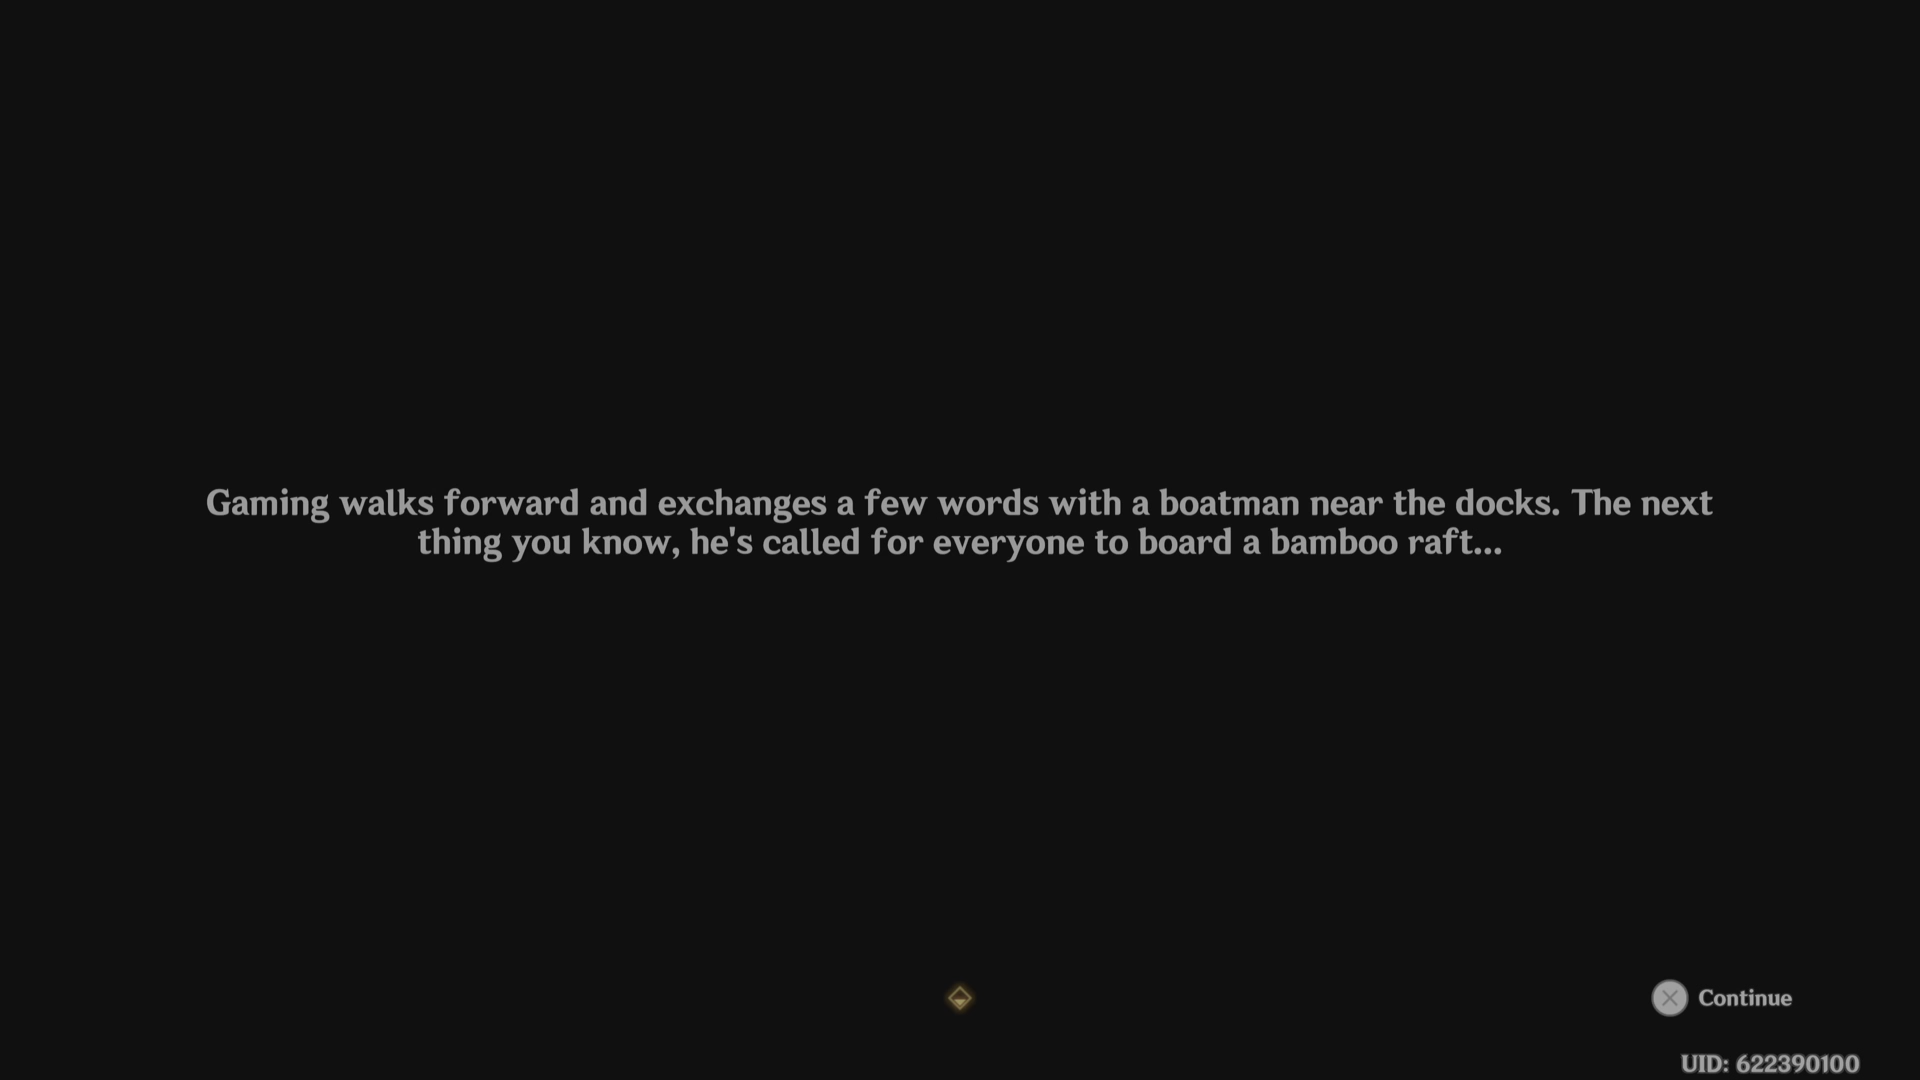 Gaming walks forward and exchanges a few words with a boatman near the docks. The next
thing you know, he's called for everyone to board a bamboo raft...
Continue
UID: 622390100